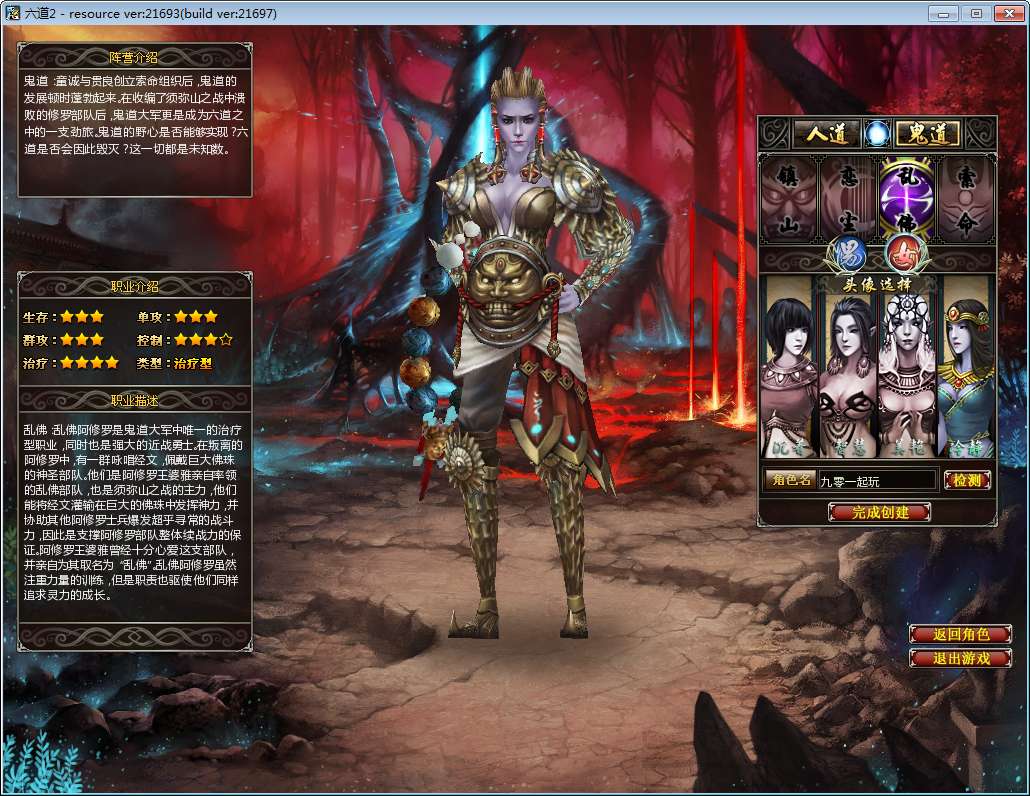 六道2 - resource ver:21693(build ver:21697)
阵营介绍
鬼道 :童诚与贯良创立索命组织后 ,鬼道的
发展顿时蓬勃起来.在收编了须弥山之战中溃
败的修罗部队后 ,鬼道大军更是成为六道之
中的一支劲旅.鬼道的野心是否能够实现 ?六
道是否会因此毁灭 ?这一切都是未知数。
职业介绍
生存 : 单攻 :
群攻 : 控制 :
治疗 : 类型 : 治疗型
职业描述
乱佛 :乱佛阿修罗是鬼道大军中唯一的治疗
型职业 ,同时也是强大的近战勇士.在叛离的
阿修罗中 ,有一群咏唱经文 ,佩戴巨大佛珠
的神圣部队.他们是阿修罗王婆雅亲自率领
的乱佛部队 ,也是须弥山之战的主力 ,他们
能将经文灌输在巨大的佛珠中发挥神力 ,并
协助其他阿修罗士兵爆发超乎寻常的战斗
力 ,因此是支撑阿修罗部队整体续战力的保
证.阿修罗王婆雅曾经十分心爱这支部队 ,
并亲自为其取名为“乱佛”.乱佛阿修罗虽然
注重力量的训练 ,但是职责也驱使他们同样
追求灵力的成长。
人道 鬼道
镇山 恋尘 乱佛 索命
男 女
头像选择
沉着 智慧 美艳 冷静
角色名 九零一起玩 检测
完成创建
返回角色
退出游戏